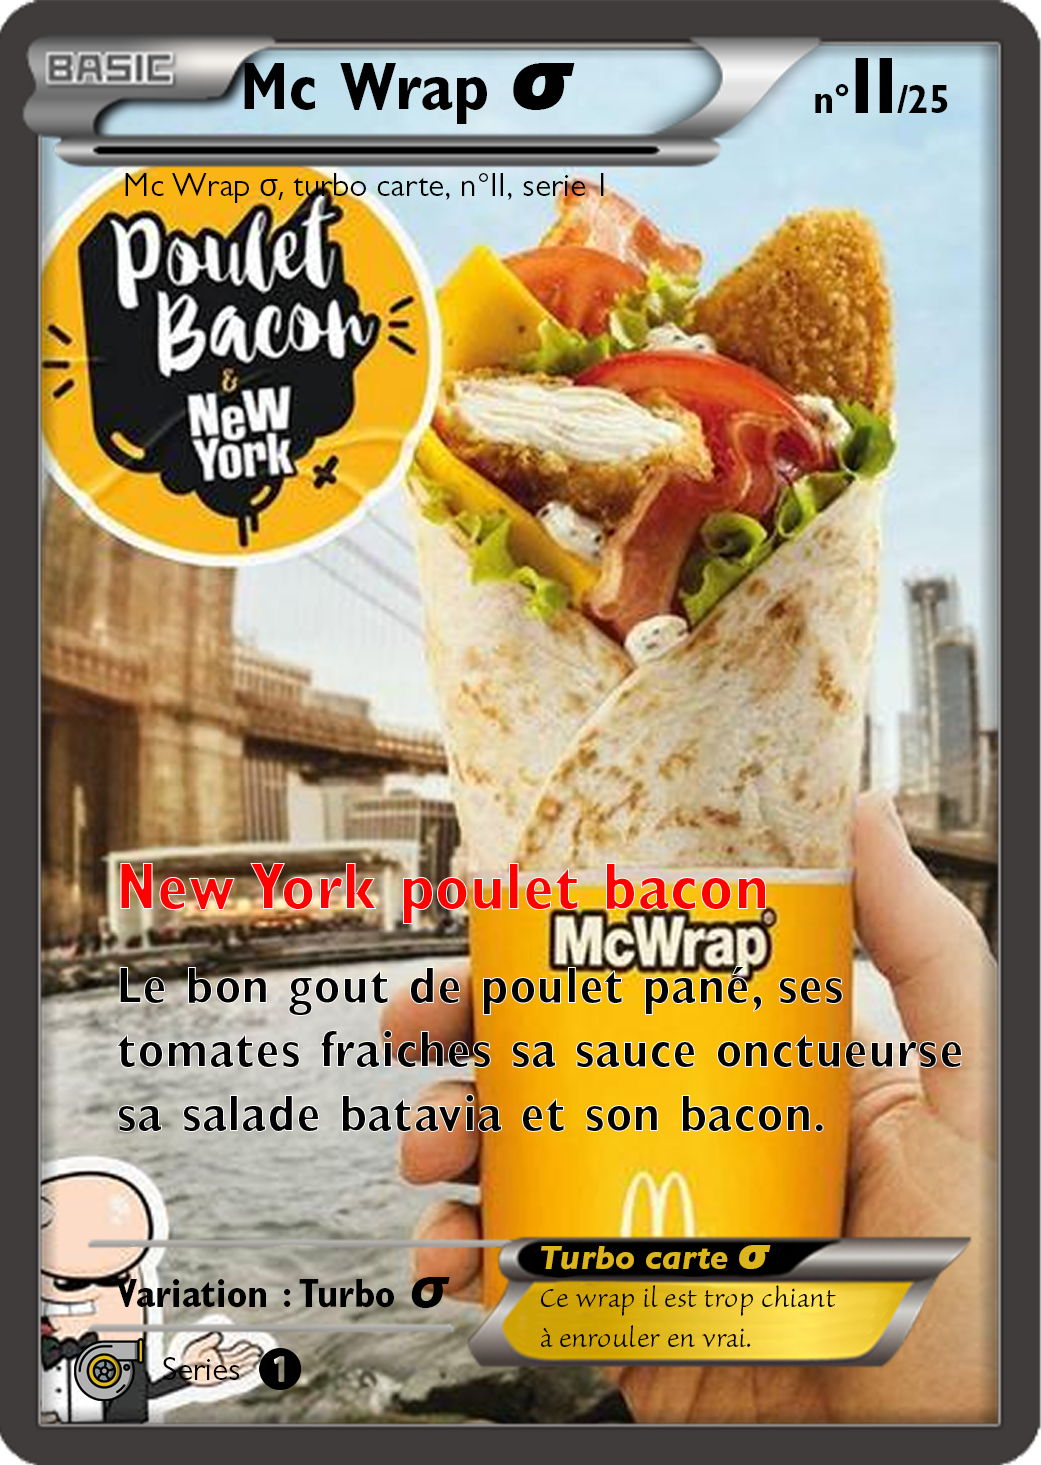 BASIC
Mc Wrap σ
n°II/25
Mc Wrap σ, turbo carte, n°II, serie I
Poulet
Bacon
&
NeW
York
New York poulet bacon
McWrap®
Le bon gout de poulet pané, ses
tomates fraiches sa sauce onctueurse
sa salade batavia et son bacon.
Turbo carte σ
Variation : Turbo σ
Ce wrap il est trop chiant
à enrouler en vrai.
Series 1